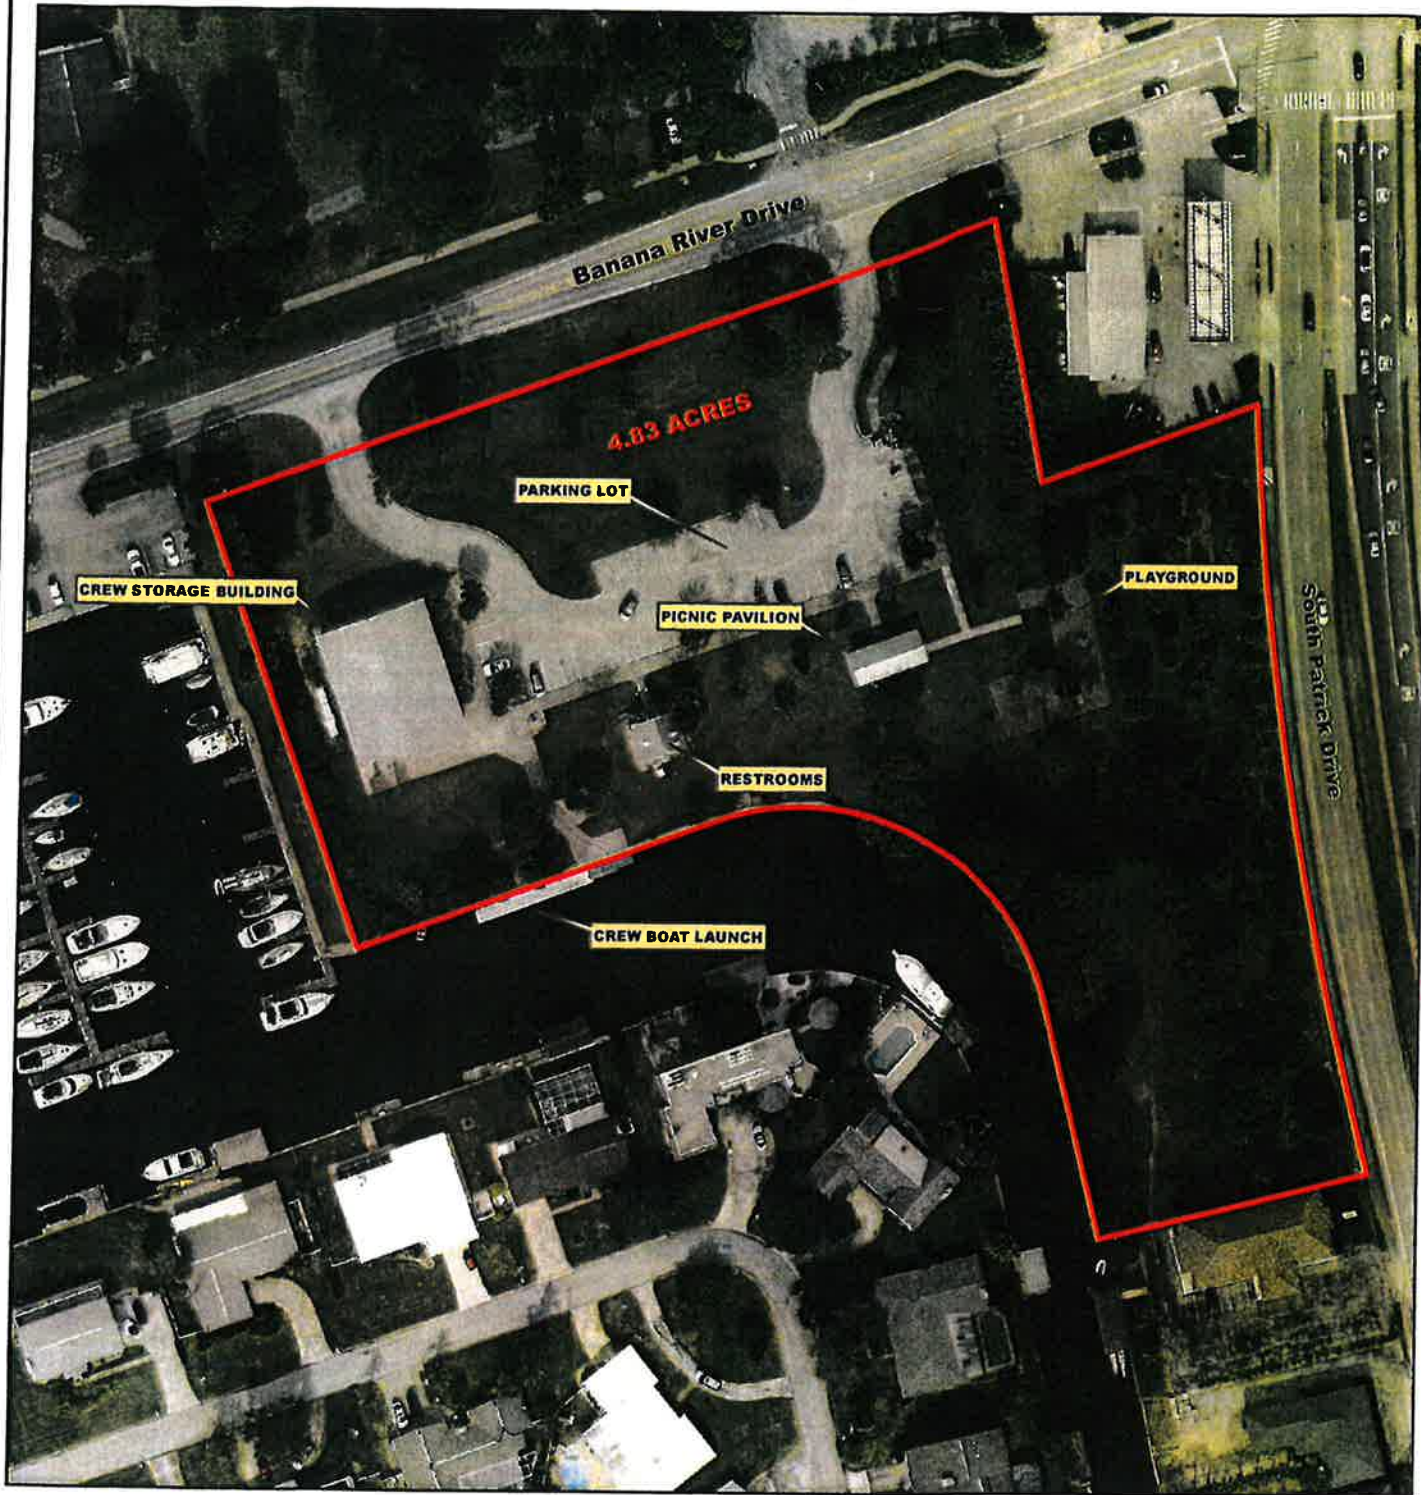 Banana River Drive
4.83 ACRES
PARKING LOT
CREW STORAGE BUILDING
PLAYGROUND
PICNIC PAVILION
South Patrick Drive
RESTROOMS
CREW BOAT LAUNCH